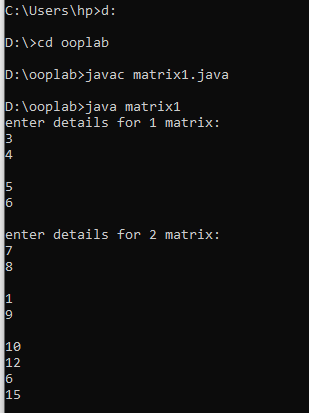 C:\Users\hp>d:
D:\>cd ooplab
D:\ooplab>javac matrix1.java
D:\ooplab>java matrix1
enter details for 1 matrix:
3
4
5
6
enter details for 2 matrix:
7
8
1
9
10
12
6
15